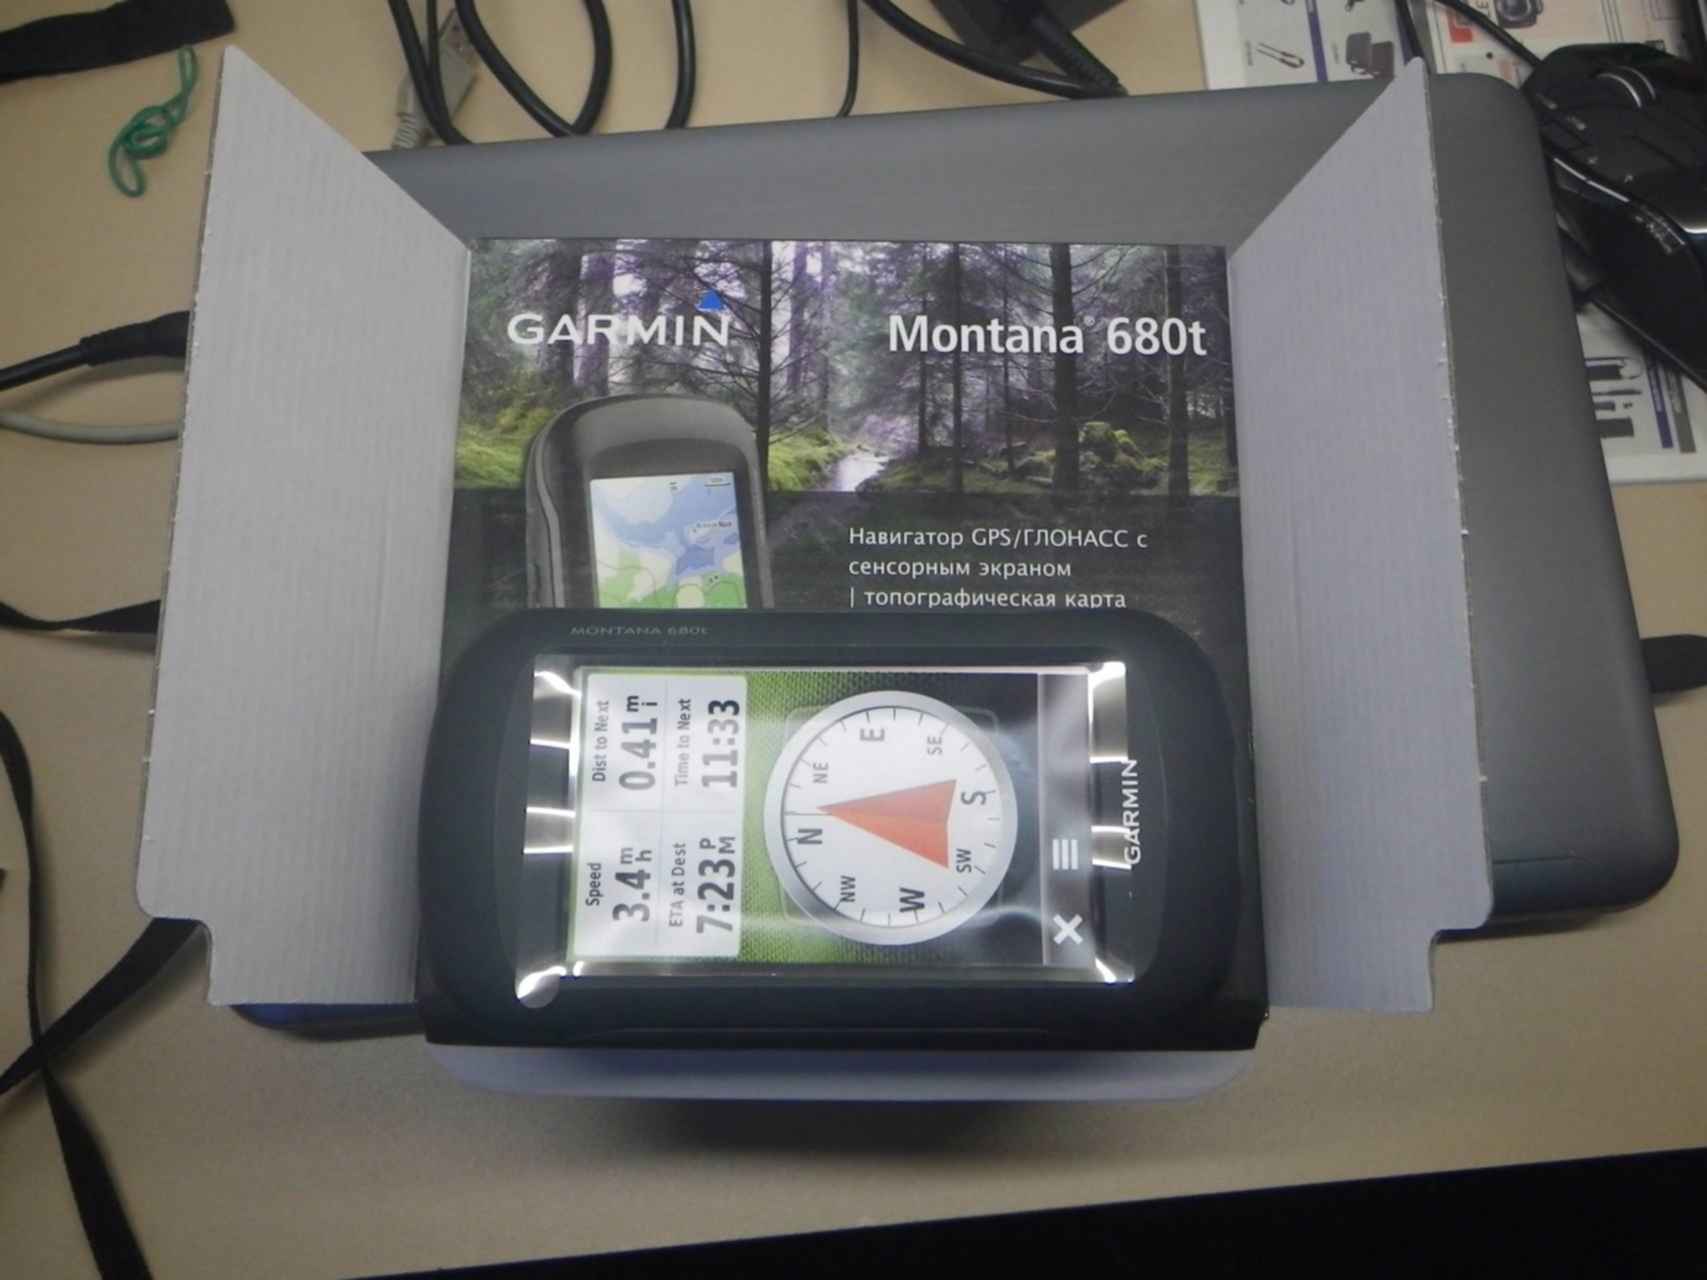 GARMIN
Montana® 680t
Навигатор GPS/ГЛОНАСС с
сенсорным экраном
| топографическая карта
MONTANA 680t
Speed
3.4 mh
Dist to Next
0.41 mi
ETA at Dest
7:23 PM
Time to Next
11:33
N
NE
E
SE
S
SW
W
NW
GARMIN